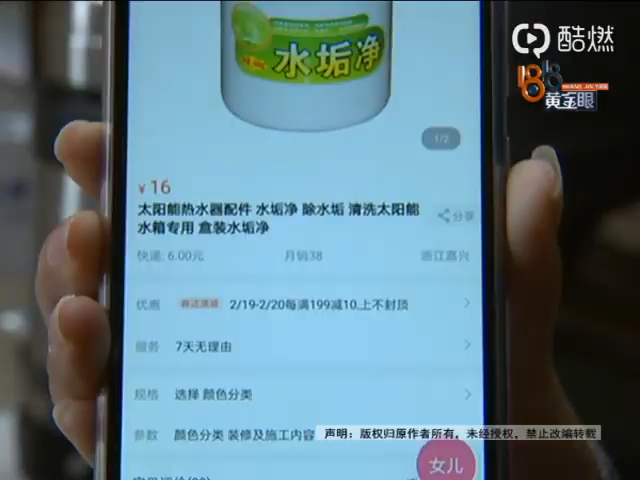 酷燃
188
黄金眼
水垢净
1/2
¥16
太阳能热水器配件 水垢净 除水垢 清洗太阳能
分享
水箱专用 盒装水垢净
快递: 6.00元 月销38 浙江嘉兴
优惠 2/19-2/20每满199减10,上不封顶
服务 7天无理由
规格 选择 颜色分类
参数 颜色分类 装修及施工内容
声明：版权归原作者所有，未经授权，禁止改编转载
女儿